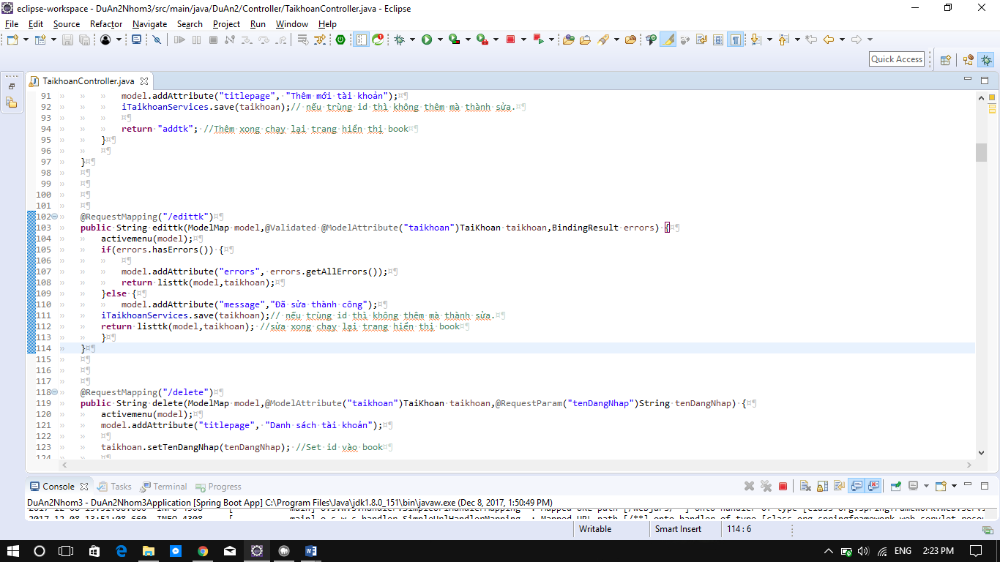 eclipse-workspace - DuAn2Nhom3/src/main/java/DuAn2/Controller/TaikhoanController.java - Eclipse
File Edit Source Refactor Navigate Search Project Run Window Help
Quick Access
TaikhoanController.java
91 model.addAttribute("titlepage", "Thêm mới tài khoản");
92 iTaikhoanServices.save(taikhoan);// nếu trùng id thì không thêm mà thành sửa.
93
94 return "addtk"; //Thêm xong chạy lại trang hiển thị book
95 }
96
97 }
98
99
100
101
102 @RequestMapping("/edittk")
103 public String edittk(ModelMap model,@Validated @ModelAttribute("taikhoan")TaiKhoan taikhoan,BindingResult errors) {
104 activemenu(model);
105 if(errors.hasErrors()) {
106
107 model.addAttribute("errors", errors.getAllErrors());
108 return listtk(model,taikhoan);
109 }else {
110 model.addAttribute("message","Đã sửa thành công");
111 iTaikhoanServices.save(taikhoan);// nếu trùng id thì không thêm mà thành sửa.
112 return listtk(model,taikhoan); //sửa xong chạy lại trang hiển thị book
113 }
114 }
115
116
117
118 @RequestMapping("/delete")
119 public String delete(ModelMap model,@ModelAttribute("taikhoan")TaiKhoan taikhoan,@RequestParam("tenDangNhap")String tenDangNhap) {
120 activemenu(model);
121 model.addAttribute("titlepage", "Danh sách tài khoản");
122
123 taikhoan.setTenDangNhap(tenDangNhap); //Set id vào book
124
Console Tasks Terminal Progress
DuAn2Nhom3 - DuAn2Nhom3Application [Spring Boot App] C:\Program Files\Java\jdk1.8.0_151\bin\javaw.exe (Dec 8, 2017, 1:50:49 PM)
Writable Smart Insert 114 : 6
ENG 2:23 PM